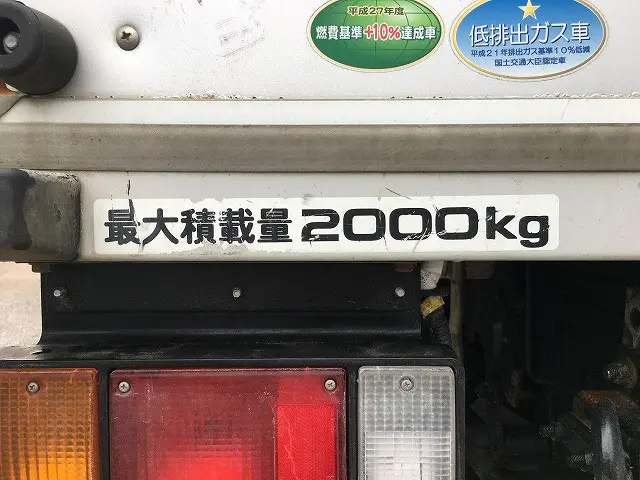 平成27年度
燃費基準+10%達成車
低排出ガス車
平成21年排出ガス基準10%低減
国土交通大臣認定車
最大積載量 2000kg